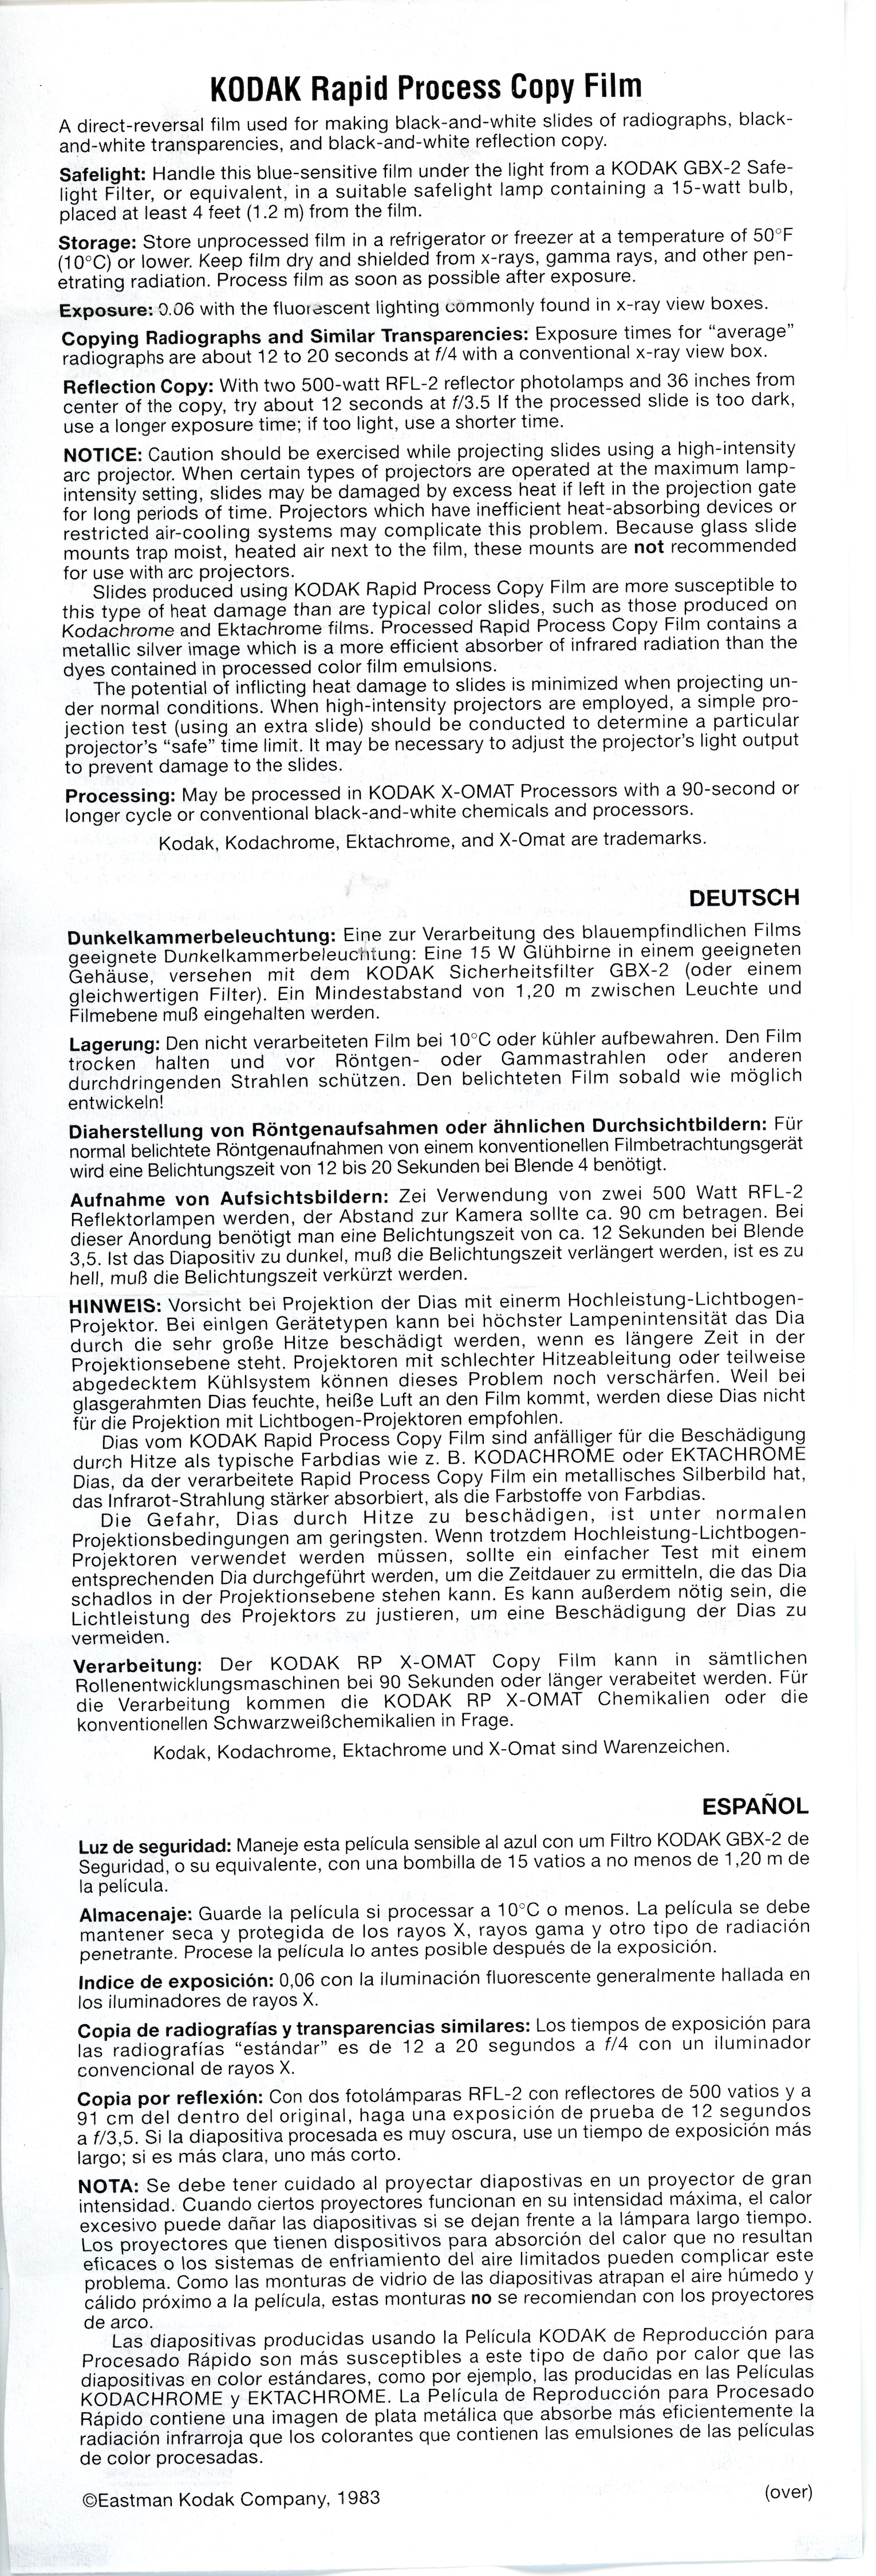 KODAK Rapid Process Copy Film
A direct-reversal film used for making black-and-white slides of radiographs, black-
and-white transparencies, and black-and-white reflection copy.
Safelight: Handle this blue-sensitive film under the light from a KODAK GBX-2 Safe-
light Filter, or equivalent, in a suitable safelight lamp containing a 15-watt bulb,
placed at least 4 feet (1.2 m) from the film.
Storage: Store unprocessed film in a refrigerator or freezer at a temperature of 50°F
(10°C) or lower. Keep film dry and shielded from x-rays, gamma rays, and other pen-
etrating radiation. Process film as soon as possible after exposure.
Exposure: 0.06 with the fluorescent lighting commonly found in x-ray view boxes.
Copying Radiographs and Similar Transparencies: Exposure times for “average”
radiographs are about 12 to 20 seconds at f/4 with a conventional x-ray view box.
Reflection Copy: With two 500-watt RFL-2 reflector photolamps and 36 inches from
center of the copy, try about 12 seconds at f/3.5 If the processed slide is too dark,
use a longer exposure time; if too light, use a shorter time.
NOTICE: Caution should be exercised while projecting slides using a high-intensity
arc projector. When certain types of projectors are operated at the maximum lamp-
intensity setting, slides may be damaged by excess heat if left in the projection gate
for long periods of time. Projectors which have inefficient heat-absorbing devices or
restricted air-cooling systems may complicate this problem. Because glass slide
mounts trap moist, heated air next to the film, these mounts are not recommended
for use with arc projectors.
Slides produced using KODAK Rapid Process Copy Film are more susceptible to
this type of heat damage than are typical color slides, such as those produced on
Kodachrome and Ektachrome films. Processed Rapid Process Copy Film contains a
metallic silver image which is a more efficient absorber of infrared radiation than the
dyes contained in processed color film emulsions.
The potential of inflicting heat damage to slides is minimized when projecting un-
der normal conditions. When high-intensity projectors are employed, a simple pro-
jection test (using an extra slide) should be conducted to determine a particular
projector’s “safe” time limit. It may be necessary to adjust the projector’s light output
to prevent damage to the slides.
Processing: May be processed in KODAK X-OMAT Processors with a 90-second or
longer cycle or conventional black-and-white chemicals and processors.
Kodak, Kodachrome, Ektachrome, and X-Omat are trademarks.
DEUTSCH
Dunkelkammerbeleuchtung: Eine zur Verarbeitung des blauempfindlichen Films
geeignete Dunkelkammerbeleuchtung: Eine 15 W Glühbirne in einem geeigneten
Gehäuse, versehen mit dem KODAK Sicherheitsfilter GBX-2 (oder einem
gleichwertigen Filter). Ein Mindestabstand von 1,20 m zwischen Leuchte und
Filmebene muß eingehalten werden.
Lagerung: Den nicht verarbeiteten Film bei 10°C oder kühler aufbewahren. Den Film
trocken halten und vor Röntgen- oder Gammastrahlen oder anderen
durchdringenden Strahlen schützen. Den belichteten Film sobald wie möglich
entwickeln!
Diaherstellung von Röntgenaufsahmen oder ähnlichen Durchsichtbildern: Für
normal belichtete Röntgenaufnahmen von einem konventionellen Filmbetrachtungsgerät
wird eine Belichtungszeit von 12 bis 20 Sekunden bei Blende 4 benötigt.
Aufnahme von Aufsichtsbildern: Zei Verwendung von zwei 500 Watt RFL-2
Reflektorlampen werden, der Abstand zur Kamera sollte ca. 90 cm betragen. Bei
dieser Anordung benötigt man eine Belichtungszeit von ca. 12 Sekunden bei Blende
3,5. Ist das Diapositiv zu dunkel, muß die Belichtungszeit verlängert werden, ist es zu
hell, muß die Belichtungszeit verkürzt werden.
HINWEIS: Vorsicht bei Projektion der Dias mit einerm Hochleistung-Lichtbogen-
Projektor. Bei einlgen Gerätetypen kann bei höchster Lampenintensität das Dia
durch die sehr große Hitze beschädigt werden, wenn es längere Zeit in der
Projektionsebene steht. Projektoren mit schlechter Hitzeableitung oder teilweise
abgedecktem Kühlsystem können dieses Problem noch verschärfen. Weil bei
glasgerahmten Dias feuchte, heiße Luft an den Film kommt, werden diese Dias nicht
für die Projektion mit Lichtbogen-Projektoren empfohlen.
Dias vom KODAK Rapid Process Copy Film sind anfälliger für die Beschädigung
durch Hitze als typische Farbdias wie z. B. KODACHROME oder EKTACHROME
Dias, da der verarbeitete Rapid Process Copy Film ein metallisches Silberbild hat,
das Infrarot-Strahlung stärker absorbiert, als die Farbstoffe von Farbdias.
Die Gefahr, Dias durch Hitze zu beschädigen, ist unter normalen
Projektionsbedingungen am geringsten. Wenn trotzdem Hochleistung-Lichtbogen-
Projektoren verwendet werden müssen, sollte ein einfacher Test mit einem
entsprechenden Dia durchgeführt werden, um die Zeitdauer zu ermitteln, die das Dia
schadlos in der Projektionsebene stehen kann. Es kann außerdem nötig sein, die
Lichtleistung des Projektors zu justieren, um eine Beschädigung der Dias zu
vermeiden.
Verarbeitung: Der KODAK RP X-OMAT Copy Film kann in sämtlichen
Rollenentwicklungsmaschinen bei 90 Sekunden oder länger verabeitet werden. Für
die Verarbeitung kommen die KODAK RP X-OMAT Chemikalien oder die
konventionellen Schwarzweißchemikalien in Frage.
Kodak, Kodachrome, Ektachrome und X-Omat sind Warenzeichen.
ESPAÑOL
Luz de seguridad: Maneje esta película sensible al azul con um Filtro KODAK GBX-2 de
Seguridad, o su equivalente, con una bombilla de 15 vatios a no menos de 1,20 m de
la película.
Almacenaje: Guarde la película si processar a 10°C o menos. La película se debe
mantener seca y protegida de los rayos X, rayos gama y otro tipo de radiación
penetrante. Procese la película lo antes posible después de la exposición.
Indice de exposición: 0,06 con la iluminación fluorescente generalmente hallada en
los iluminadores de rayos X.
Copia de radiografías y transparencias similares: Los tiempos de exposición para
las radiografías “estándar” es de 12 a 20 segundos a f/4 con un iluminador
convencional de rayos X.
Copia por reflexión: Con dos fotolámparas RFL-2 con reflectores de 500 vatios y a
91 cm del dentro del original, haga una exposición de prueba de 12 segundos
a f/3,5. Si la diapositiva procesada es muy oscura, use un tiempo de exposición más
largo; si es más clara, uno más corto.
NOTA: Se debe tener cuidado al proyectar diapostivas en un proyector de gran
intensidad. Cuando ciertos proyectores funcionan en su intensidad máxima, el calor
excesivo puede dañar las diapositivas si se dejan frente a la lámpara largo tiempo.
Los proyectores que tienen dispositivos para absorción del calor que no resultan
eficaces o los sistemas de enfriamiento del aire limitados pueden complicar este
problema. Como las monturas de vidrio de las diapositivas atrapan el aire húmedo y
cálido próximo a la película, estas monturas no se recomiendan con los proyectores
de arco.
Las diapositivas producidas usando la Película KODAK de Reproducción para
Procesado Rápido son más susceptibles a este tipo de daño por calor que las
diapositivas en color estándares, como por ejemplo, las producidas en las Películas
KODACHROME y EKTACHROME. La Película de Reproducción para Procesado
Rápido contiene una imagen de plata metálica que absorbe más eficientemente la
radiación infrarroja que los colorantes que contienen las emulsiones de las películas
de color procesadas.
©Eastman Kodak Company, 1983
(over)